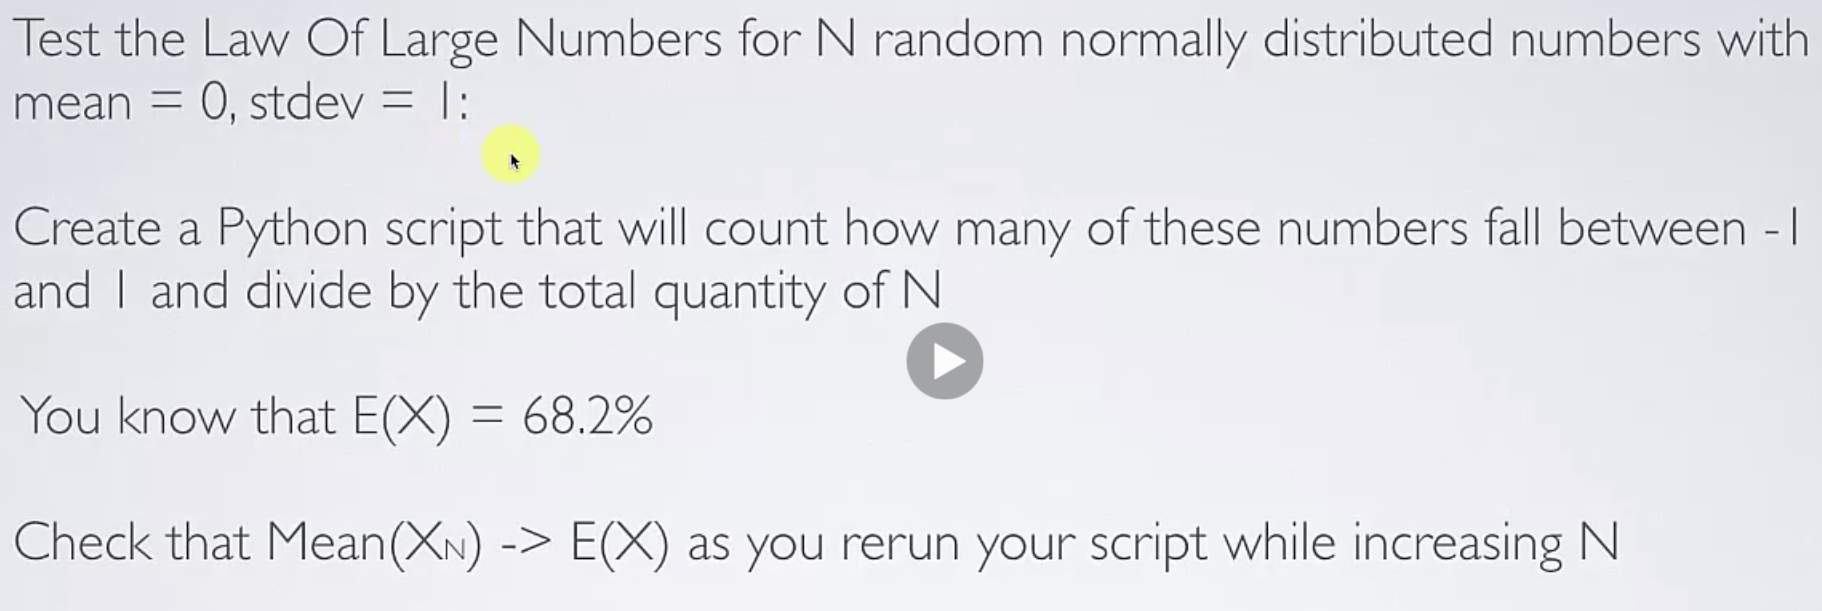 Test the Law Of Large Numbers for N random normally distributed numbers with
mean = 0, stdev = 1:
Create a Python script that will count how many of these numbers fall between -1
and 1 and divide by the total quantity of N
You know that E(X) = 68.2%
Check that Mean(XN) -> E(X) as you rerun your script while increasing N